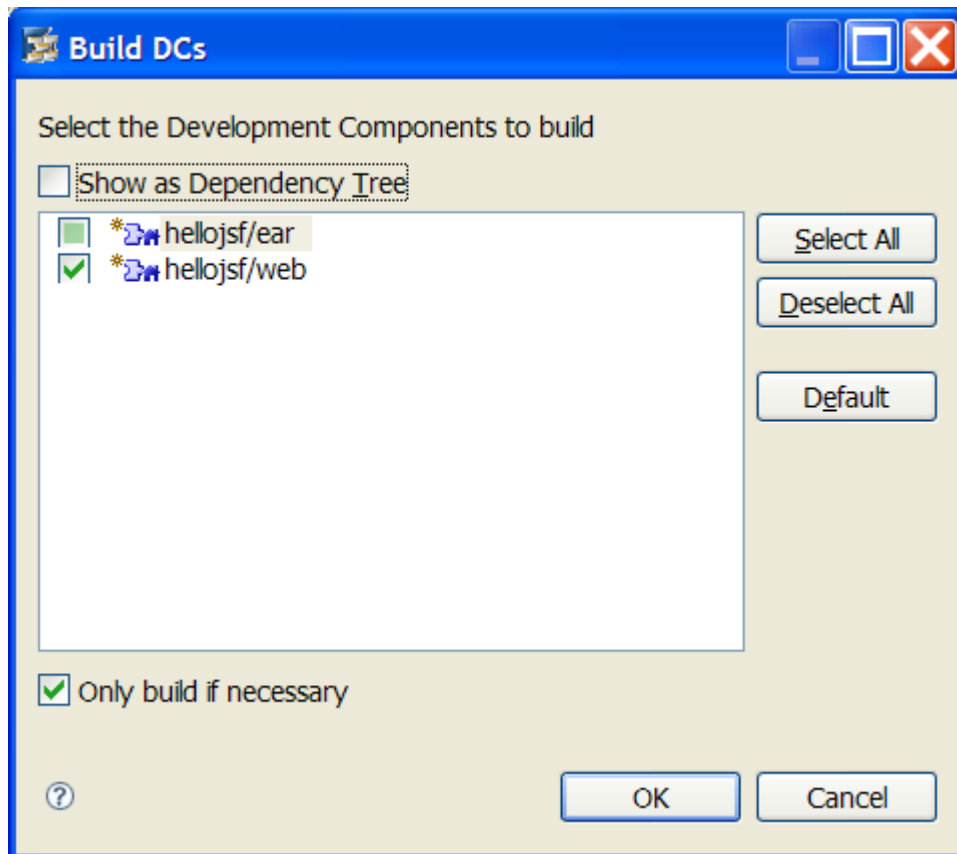 Build DCs
Select the Development Components to build
Show as Dependency Tree
hellojsf/ear
hellojsf/web
Select All
Deselect All
Default
Only build if necessary
?
OK
Cancel